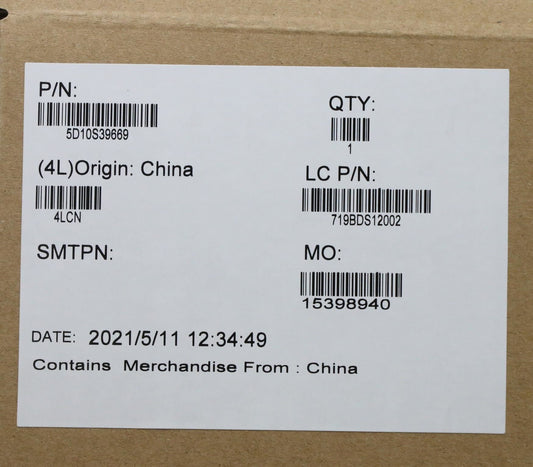 P/N:
5D10S39669
QTY:
1
(4L)Origin: China
4LCN
LC P/N:
719BDS12002
SMTPN:
MO:
15398940
DATE: 2021/5/11 12:34:49
Contains Merchandise From : China